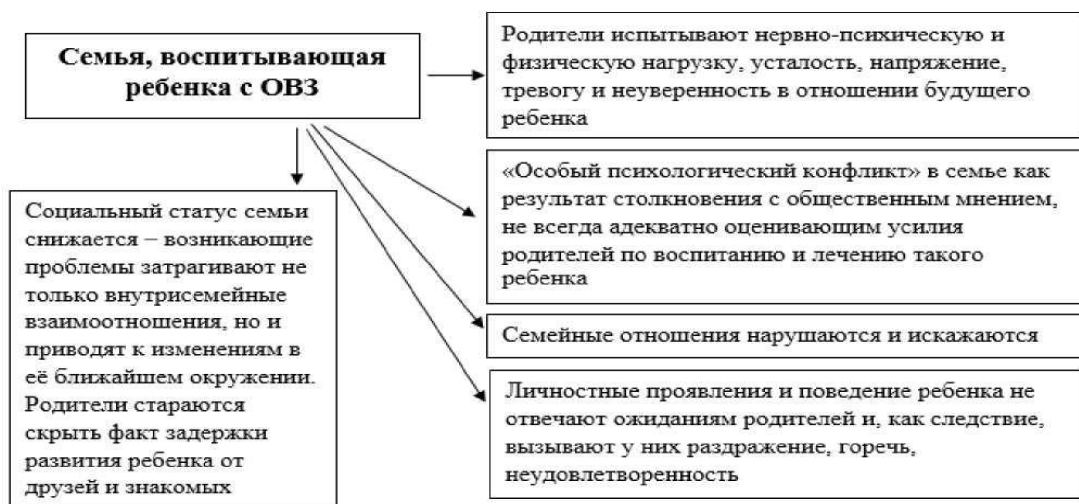 Семья, воспитывающая
ребенка с ОВЗ
Родители испытывают нервно-психическую и
физическую нагрузку, усталость, напряжение,
тревогу и неуверенность в отношении будущего
ребенка
«Особый психологический конфликт» в семье как
результат столкновения с общественным мнением,
не всегда адекватно оценивающим усилия
родителей по воспитанию и лечению такого
ребенка
Семейные отношения нарушаются и искажаются
Личностные проявления и поведение ребенка не
отвечают ожиданиям родителей и, как следствие,
вызывают у них раздражение, горечь,
неудовлетворенность
Социальный статус семьи
снижается – возникающие
проблемы затрагивают не
только внутрисемейные
взаимоотношения, но и
приводят к изменениям в
её ближайшем окружении.
Родители стараются
скрыть факт задержки
развития ребенка от
друзей и знакомых